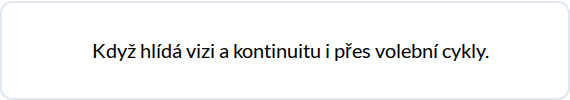 Když hlídá vizi a kontinuitu i přes volební cykly.